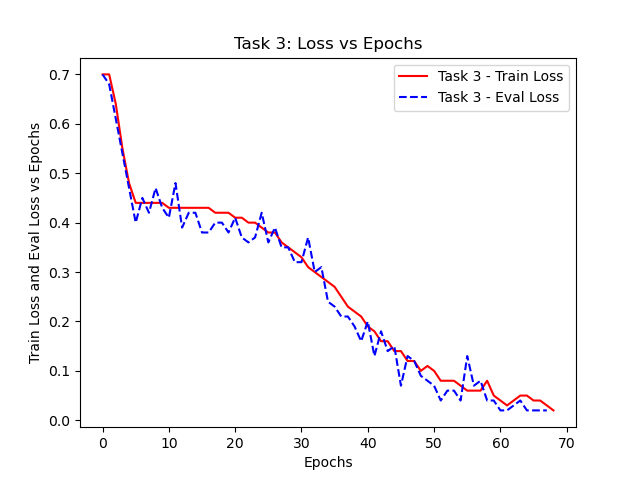 Task 3: Loss vs Epochs
Task 3 - Train Loss
Task 3 - Eval Loss
Train Loss and Eval Loss vs Epochs
0.7
0.6
0.5
0.4
0.3
0.2
0.1
0.0
0 10 20 30 40 50 60 70
Epochs